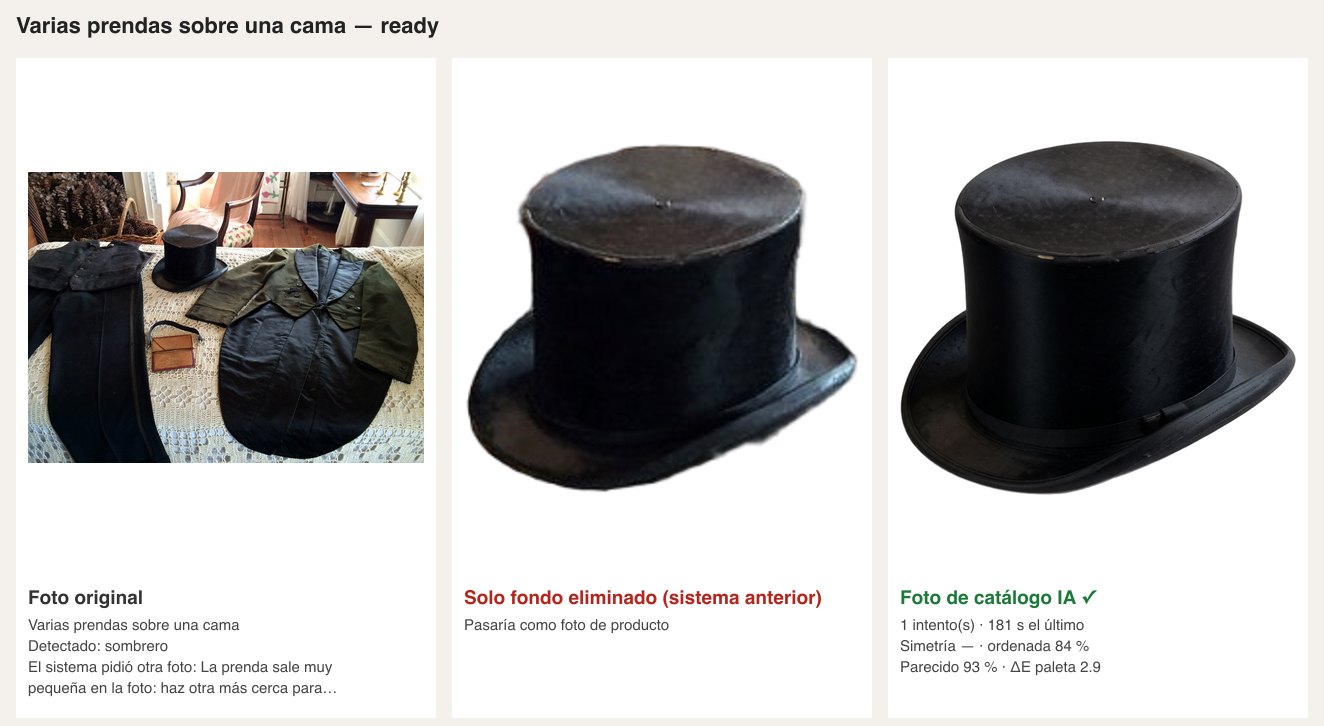 Varias prendas sobre una cama — ready
Foto original
Varias prendas sobre una cama
Detectado: sombrero
El sistema pidió otra foto: La prenda sale muy
pequeña en la foto: haz otra más cerca para…
Solo fondo eliminado (sistema anterior)
Pasaría como foto de producto
Foto de catálogo IA ✓
1 intento(s) · 181 s el último
Simetría — · ordenada 84 %
Parecido 93 % · ΔE paleta 2.9